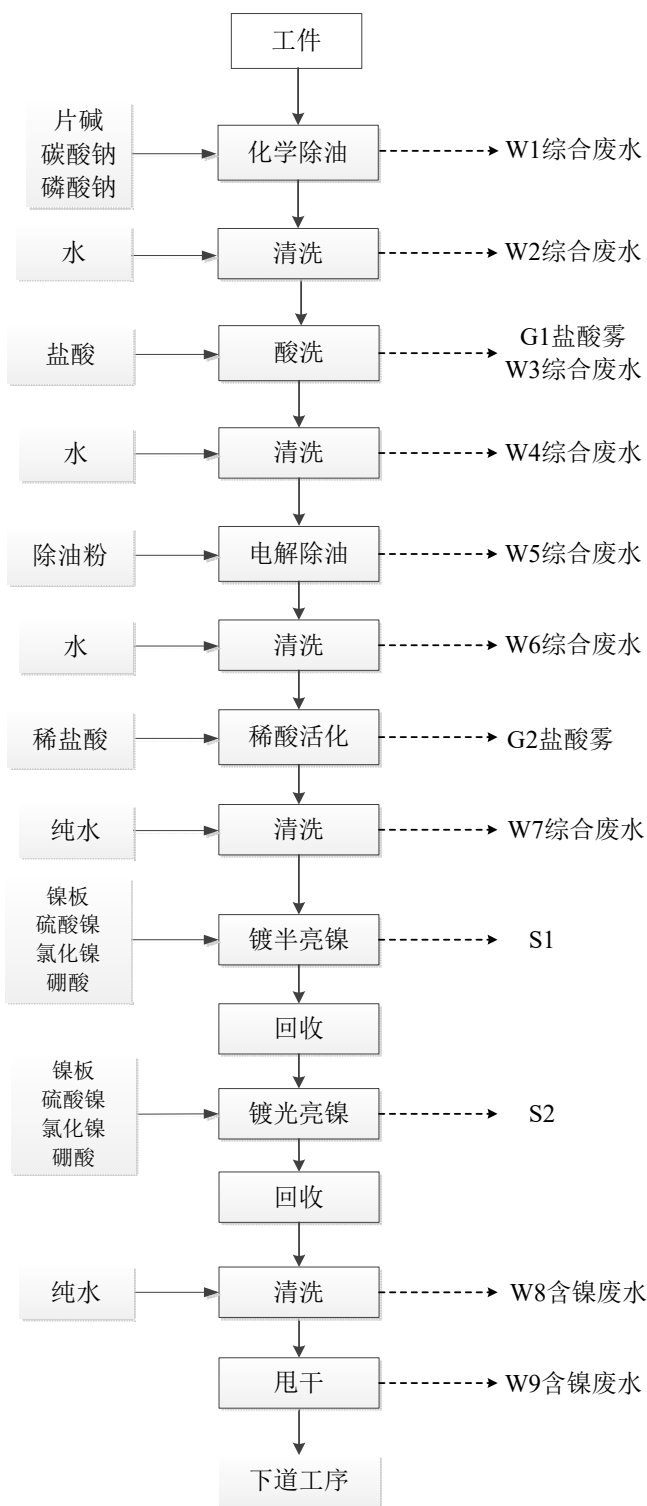 工件
片碱
碳酸钠
磷酸钠
化学除油
W1综合废水
水
清洗
W2综合废水
盐酸
酸洗
G1盐酸雾
W3综合废水
水
清洗
W4综合废水
除油粉
电解除油
W5综合废水
水
清洗
W6综合废水
稀盐酸
稀酸活化
G2盐酸雾
纯水
清洗
W7综合废水
镍板
硫酸镍
氯化镍
硼酸
镀半亮镍
S1
回收
镍板
硫酸镍
氯化镍
硼酸
镀光亮镍
S2
回收
纯水
清洗
W8含镍废水
甩干
W9含镍废水
下道工序